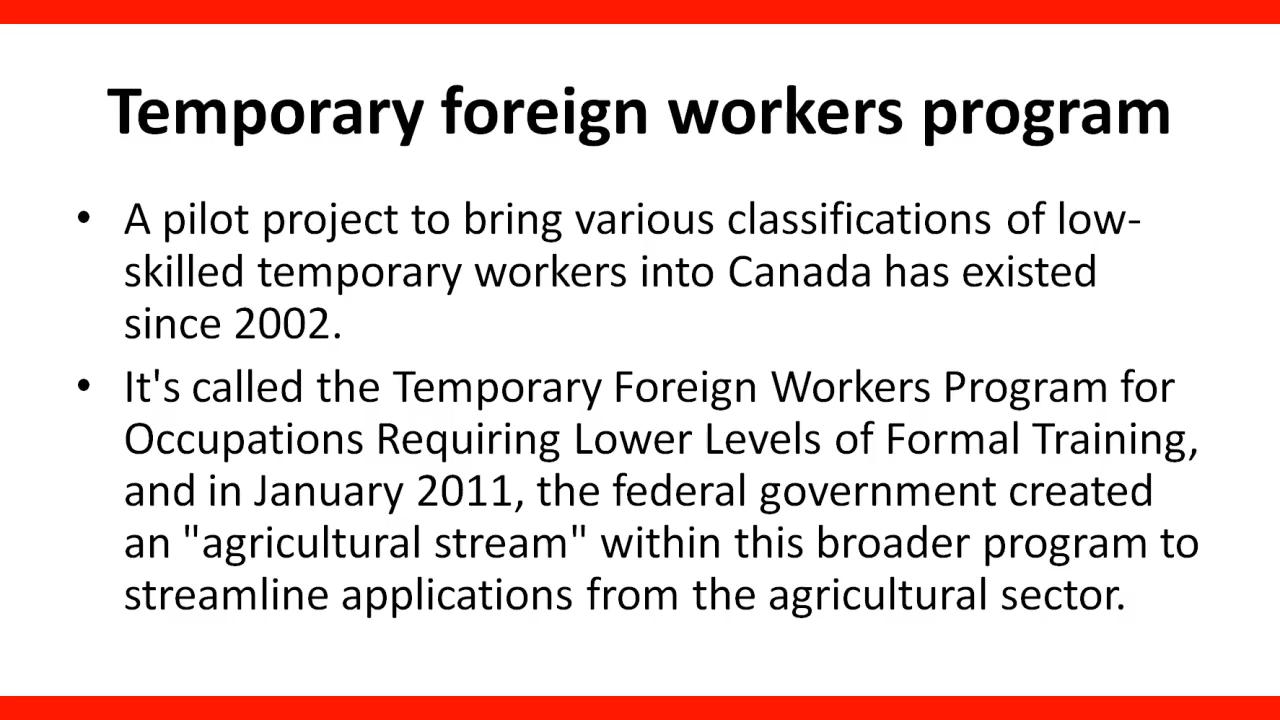 Temporary foreign workers program
• A pilot project to bring various classifications of low-
skilled temporary workers into Canada has existed
since 2002.
• It's called the Temporary Foreign Workers Program for
Occupations Requiring Lower Levels of Formal Training,
and in January 2011, the federal government created
an "agricultural stream" within this broader program to
streamline applications from the agricultural sector.